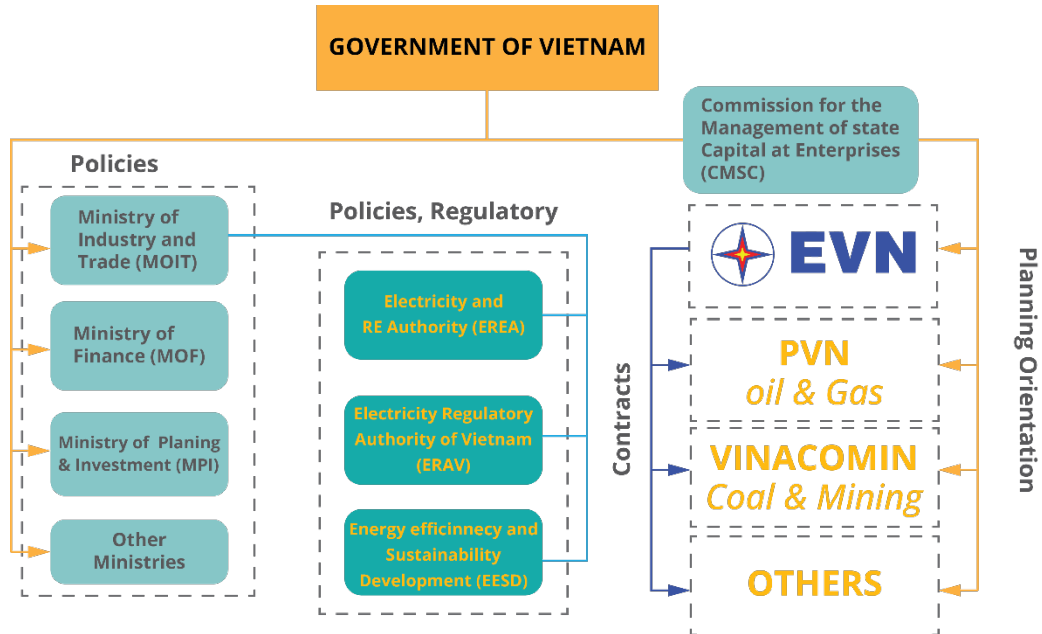 GOVERNMENT OF VIETNAM
Commission for the
Management of state
Capital at Enterprises
(CMSC)
Policies
Ministry of
Industry and
Trade (MOIT)
Ministry of
Finance (MOF)
Ministry of Planing
& Investment (MPI)
Other
Ministries
Policies, Regulatory
Electricity and
RE Authority (EREA)
Electricity Regulatory
Authority of Vietnam
(ERAV)
Energy efficinnecy and
Sustainability
Development (EESD)
Contracts
EVN
PVN
oil & Gas
VINACOMIN
Coal & Mining
OTHERS
Planning Orientation